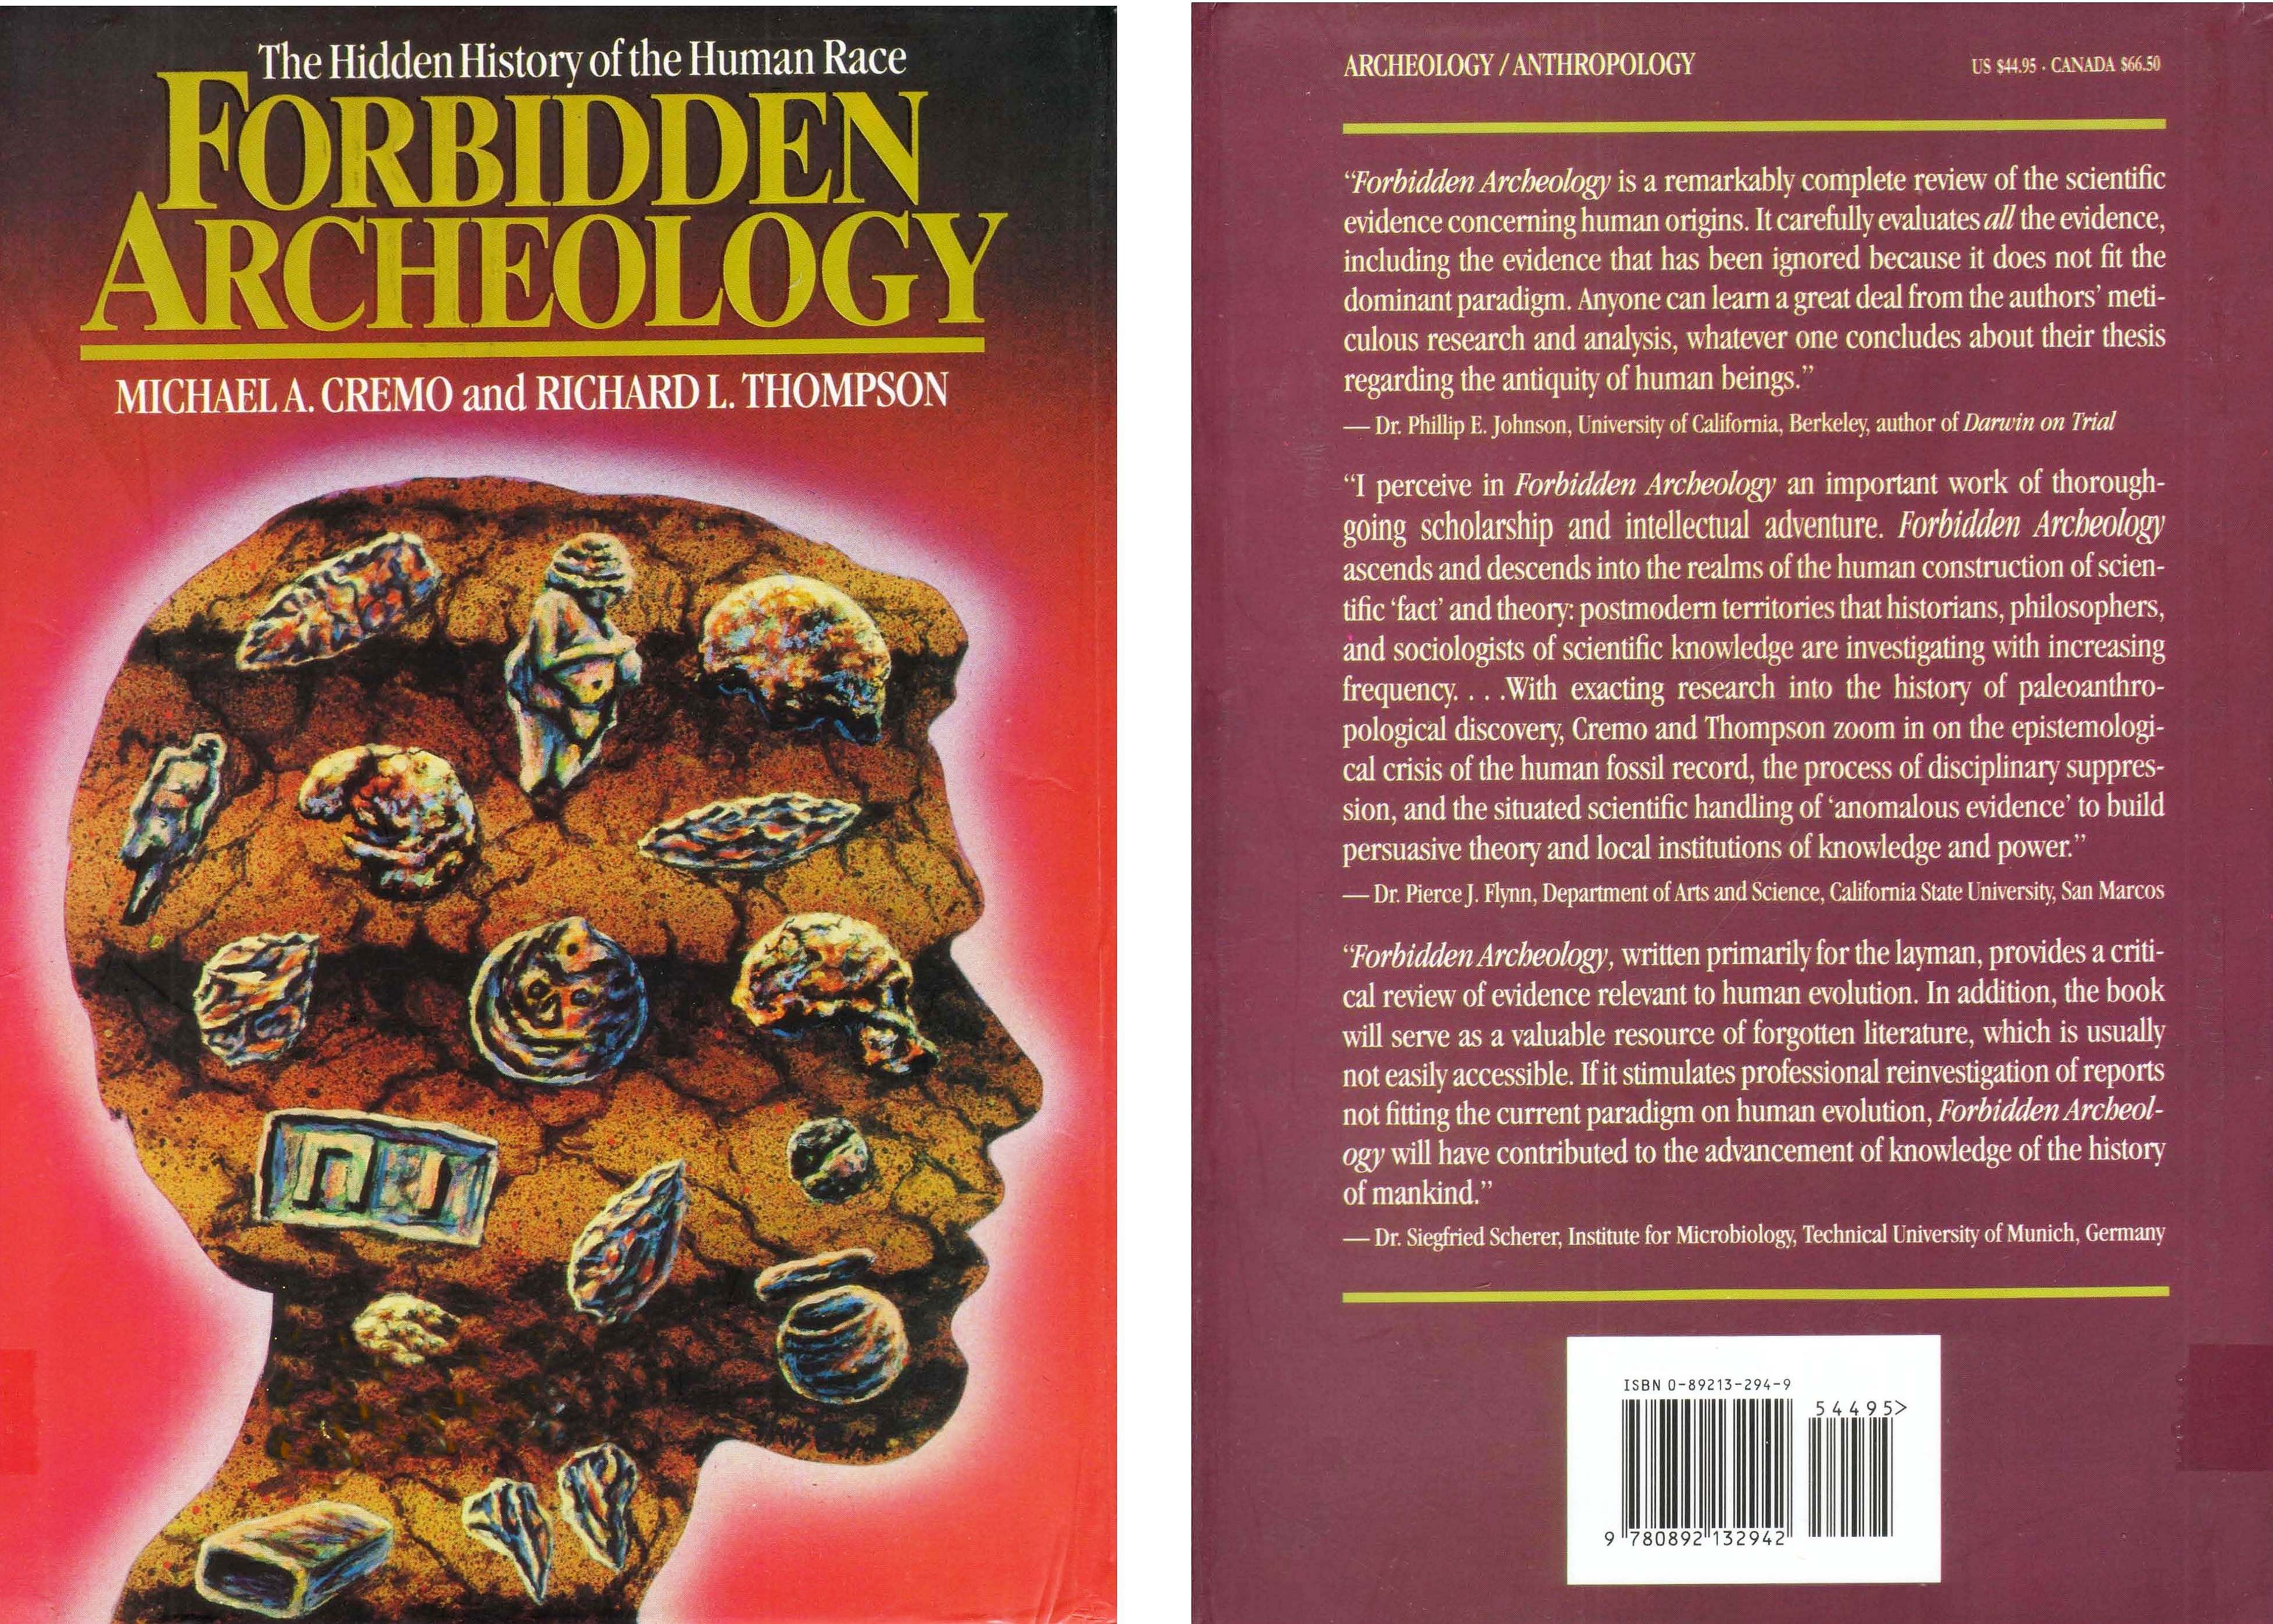 The Hidden History of the Human Race
FORBIDDEN
ARCHEOLOGY
MICHAEL A. CREMO and RICHARD L. THOMPSON
ARCHEOLOGY / ANTHROPOLOGY
US $44.95 · CANADA $66.50
“Forbidden Archeology is a remarkably complete review of the scientific
evidence concerning human origins. It carefully evaluates all the evidence,
including the evidence that has been ignored because it does not fit the
dominant paradigm. Anyone can learn a great deal from the authors’ meti-
culous research and analysis, whatever one concludes about their thesis
regarding the antiquity of human beings.”
— Dr. Phillip E. Johnson, University of California, Berkeley, author of Darwin on Trial
“I perceive in Forbidden Archeology an important work of thorough-
going scholarship and intellectual adventure. Forbidden Archeology
ascends and descends into the realms of the human construction of scien-
tific ‘fact’ and theory: postmodern territories that historians, philosophers,
and sociologists of scientific knowledge are investigating with increasing
frequency. . . .With exacting research into the history of paleoanthro-
pological discovery, Cremo and Thompson zoom in on the epistemologi-
cal crisis of the human fossil record, the process of disciplinary suppres-
sion, and the situated scientific handling of ‘anomalous evidence’ to build
persuasive theory and local institutions of knowledge and power.”
— Dr. Pierce J. Flynn, Department of Arts and Science, California State University, San Marcos
“Forbidden Archeology, written primarily for the layman, provides a criti-
cal review of evidence relevant to human evolution. In addition, the book
will serve as a valuable resource of forgotten literature, which is usually
not easily accessible. If it stimulates professional reinvestigation of reports
not fitting the current paradigm on human evolution, Forbidden Archeol-
ogy will have contributed to the advancement of knowledge of the history
of mankind.”
— Dr. Siegfried Scherer, Institute for Microbiology, Technical University of Munich, Germany
ISBN 0-89213-294-9
54495>
9 780892 132942